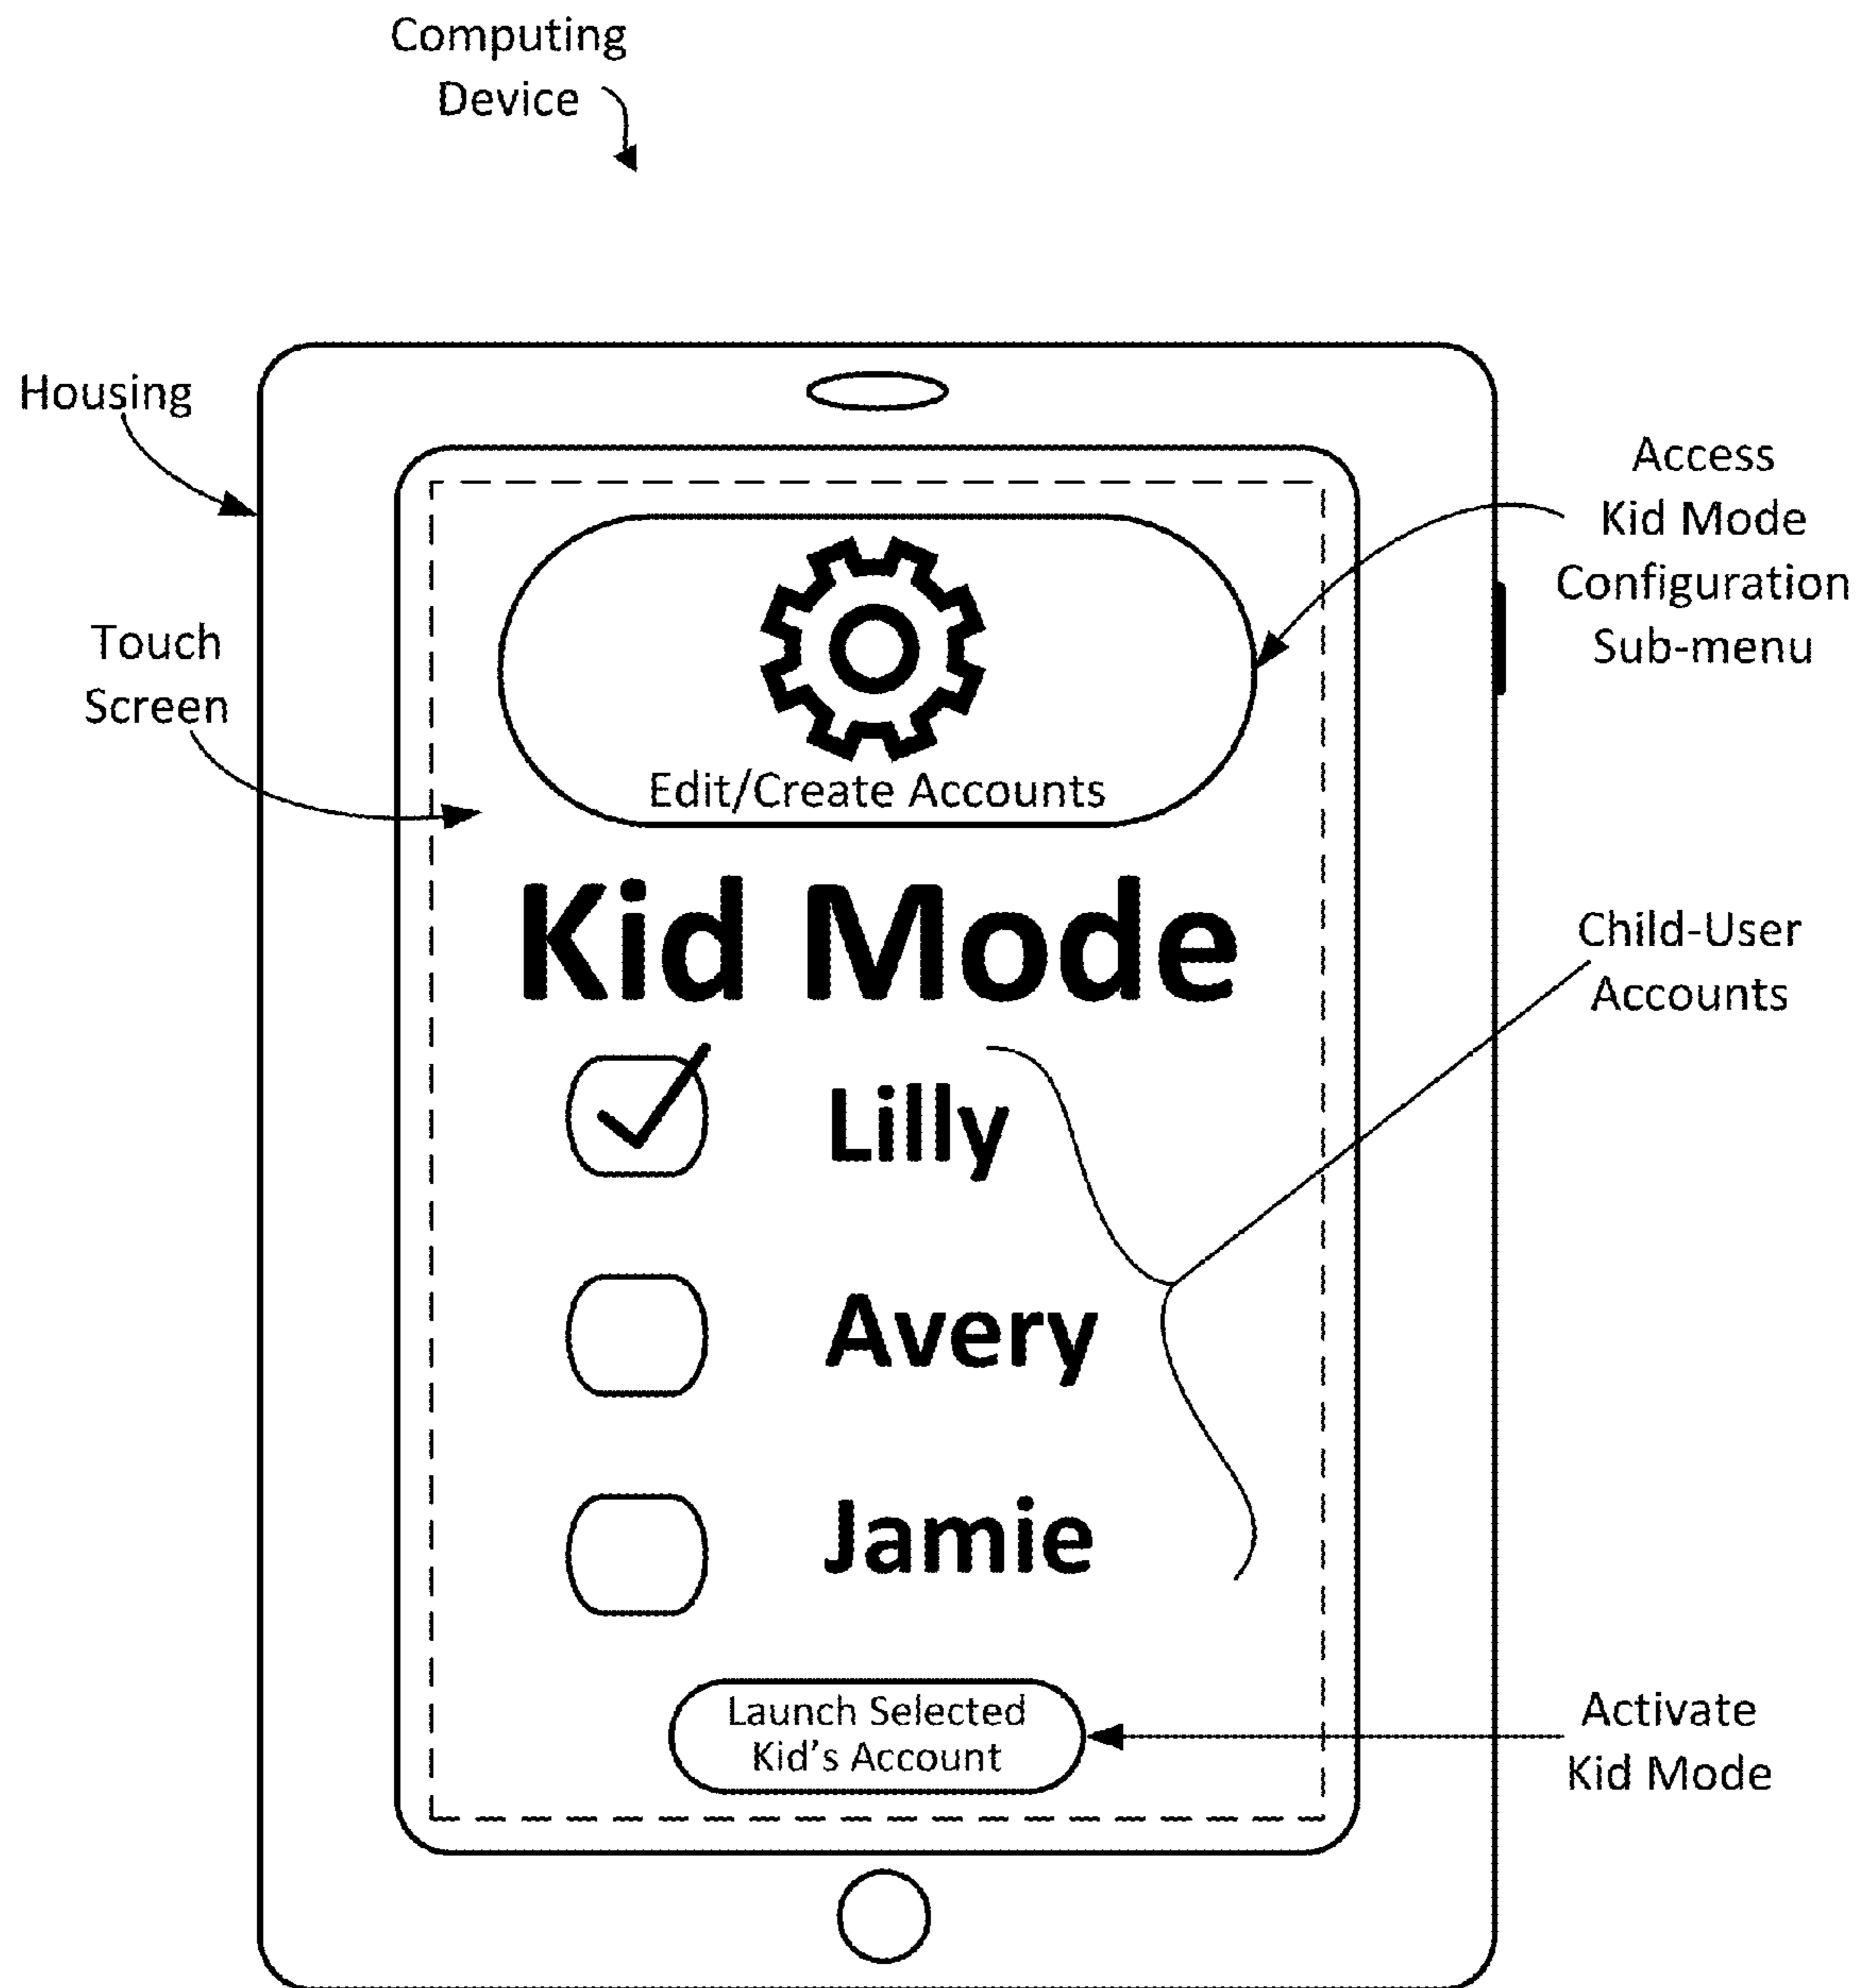 Computing
Device
Housing
Access
Kid Mode
Configuration
Sub-menu
Touch
Screen
Edit/Create Accounts
Kid Mode
Child-User
Accounts
Lilly
Avery
Jamie
Launch Selected
Kid's Account
Activate
Kid Mode